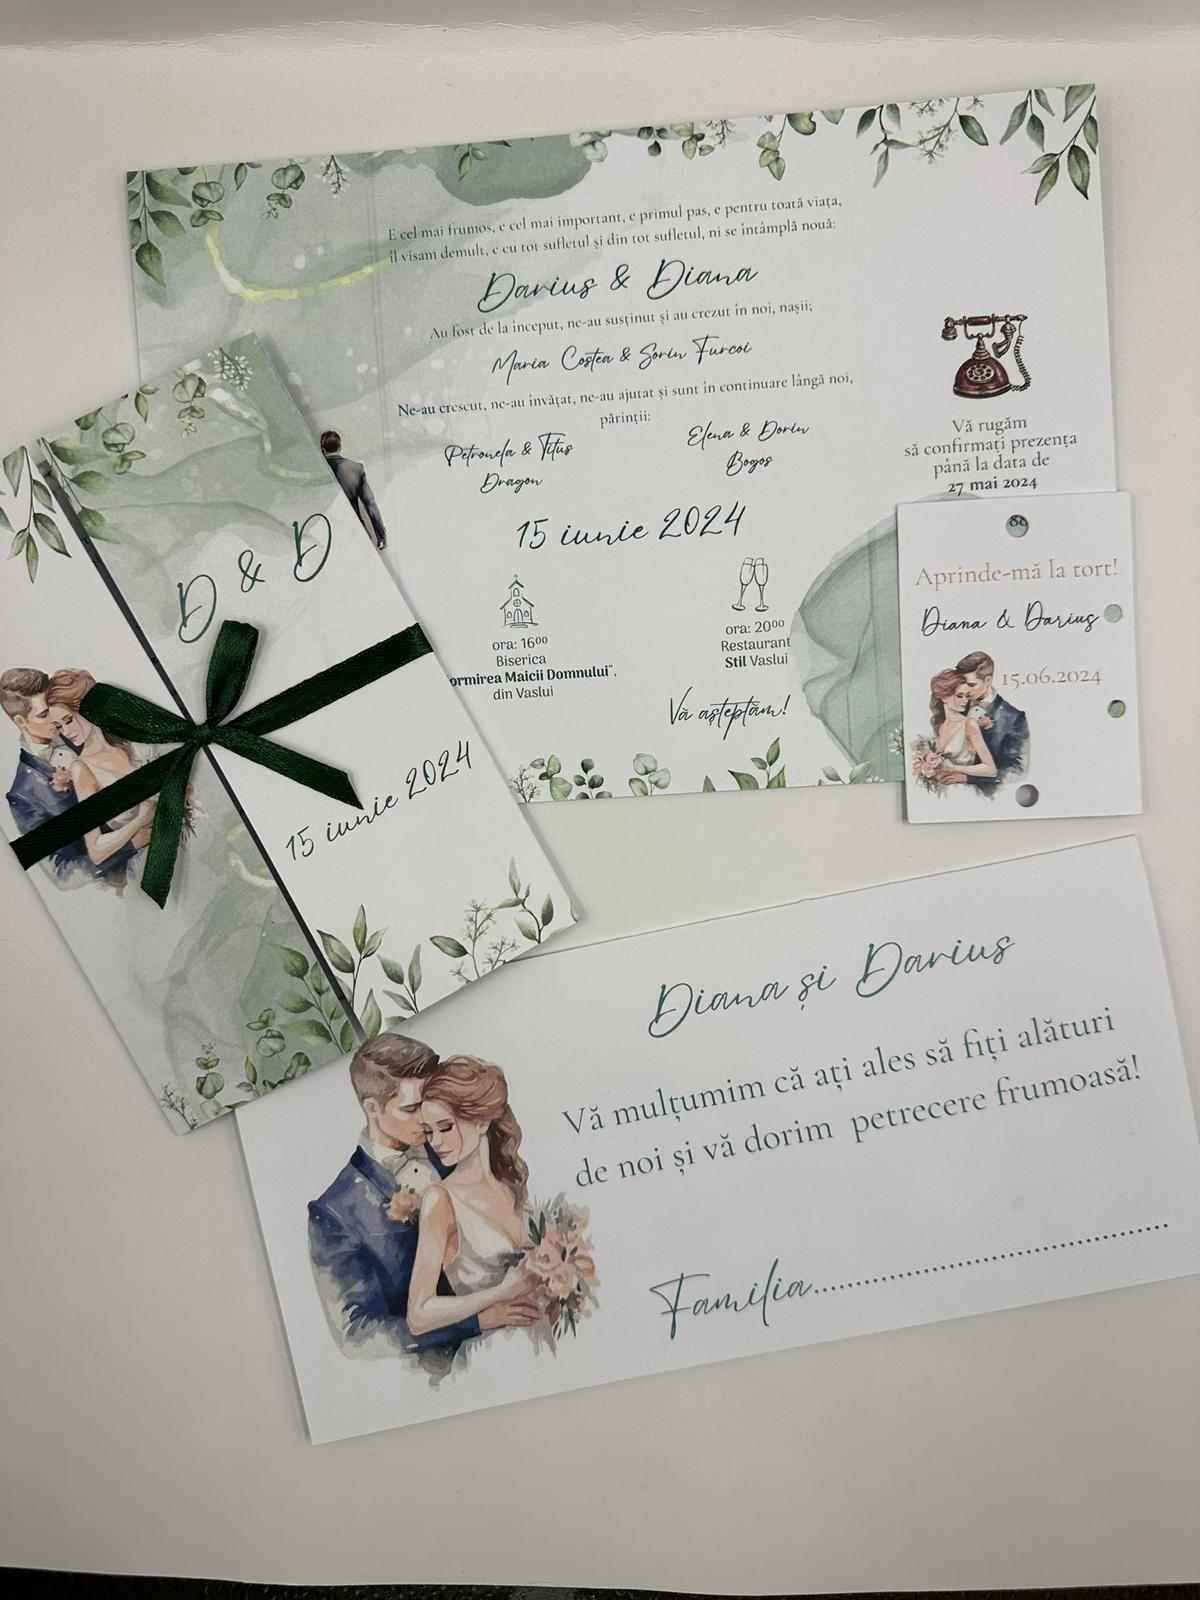 E cel mai frumos, e cel mai important, e primul pas, e pentru toată viața,
îl visam demult, e cu tot sufletul și din tot sufletul, ni se întâmplă nouă:
Darius & Diana
Au fost de la început, ne-au susținut și au crezut în noi, nașii;
Maria Costea & Sorin Furcoi
Ne-au crescut, ne-au învățat, ne-au ajutat și sunt în continuare lângă noi,
părinții:
Petronela & Titus
Dragon
Elena & Dorin
Bogos
15 iunie 2024
ora: 16⁰⁰
Biserica
ormirea Maicii Domnului",
din Vaslui
ora: 20⁰⁰
Restaurant
Stil Vaslui
Vă așteptăm!
Vă rugăm
să confirmați prezența
până la data de
27 mai 2024
D & D
15 iunie 2024
Aprinde-mă la tort!
Diana & Darius
15.06.2024
Diana și Darius
Vă mulțumim că ați ales să fiți alături
de noi și vă dorim petrecere frumoasă!
Familia..............................................